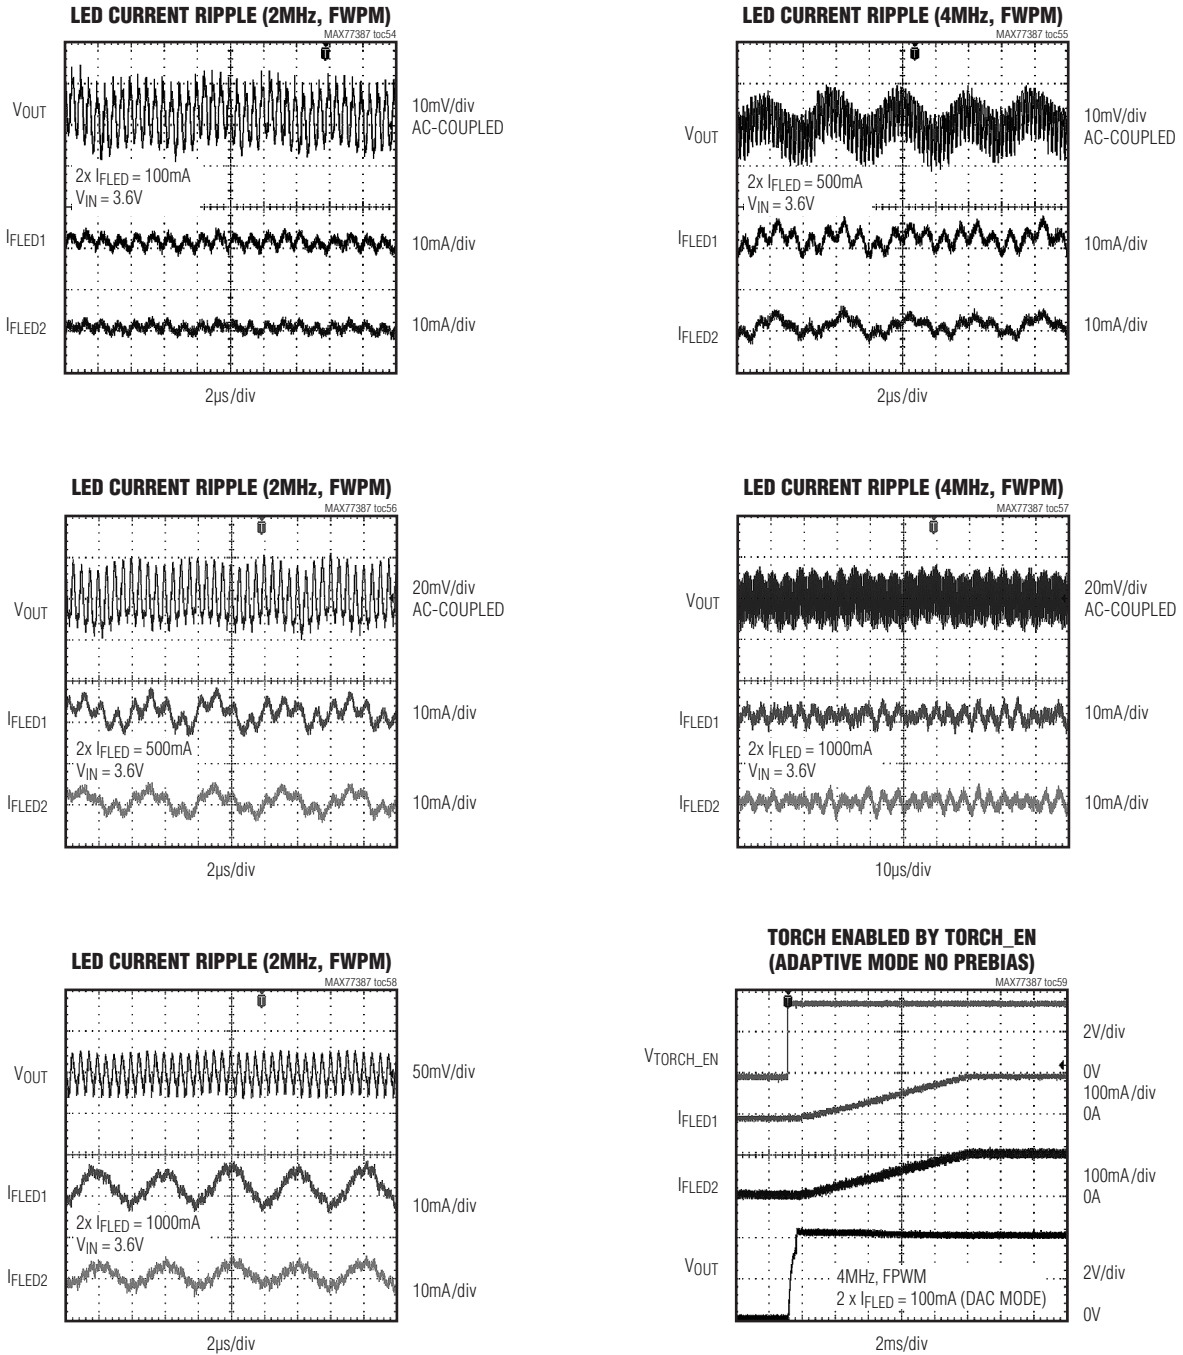 LED CURRENT RIPPLE (2MHz, FWPM)
MAX77387 toc54
VOUT
10mV/div
AC-COUPLED
2x IFLED = 100mA
VIN = 3.6V
IFLED1
10mA/div
IFLED2
10mA/div
2µs/div
LED CURRENT RIPPLE (4MHz, FWPM)
MAX77387 toc55
VOUT
10mV/div
AC-COUPLED
2x IFLED = 500mA
VIN = 3.6V
IFLED1
10mA/div
IFLED2
10mA/div
2µs/div
LED CURRENT RIPPLE (2MHz, FWPM)
MAX77387 toc56
VOUT
20mV/div
AC-COUPLED
IFLED1
10mA/div
2x IFLED = 500mA
VIN = 3.6V
IFLED2
10mA/div
2µs/div
LED CURRENT RIPPLE (4MHz, FWPM)
MAX77387 toc57
VOUT
20mV/div
AC-COUPLED
IFLED1
10mA/div
2x IFLED = 1000mA
VIN = 3.6V
IFLED2
10mA/div
10µs/div
LED CURRENT RIPPLE (2MHz, FWPM)
MAX77387 toc58
VOUT
50mV/div
IFLED1
10mA/div
2x IFLED = 1000mA
VIN = 3.6V
IFLED2
10mA/div
2µs/div
TORCH ENABLED BY TORCH_EN
(ADAPTIVE MODE NO PREBIAS)
MAX77387 toc59
2V/div
VTORCH_EN
0V
100mA/div
IFLED1
0A
100mA/div
IFLED2
0A
VOUT
4MHz, FPWM
2V/div
2 x IFLED = 100mA (DAC MODE)
0V
2ms/div